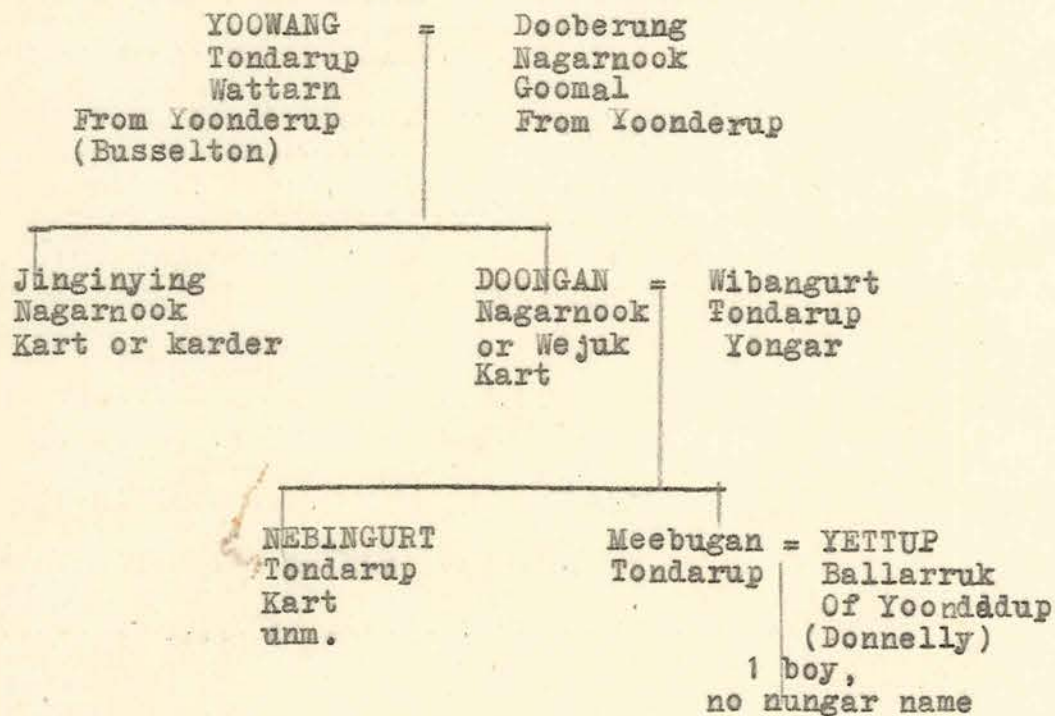 YOOWANG = Dooberung
Tondarup Nagarnook
Wattarn Goomal
From Yoonderup From Yoonderup
(Busselton)
Jinginying DOONGAN = Wibangurt
Nagarnook Nagarnook Tondarup
Kart or karder or Wejuk Yongar
Kart
NEBINGURT Meebugan = YETTUP
Tondarup Tondarup Ballarruk
Kart Of Yoondådup
unm. (Donnelly)
1 boy,
no nungar name